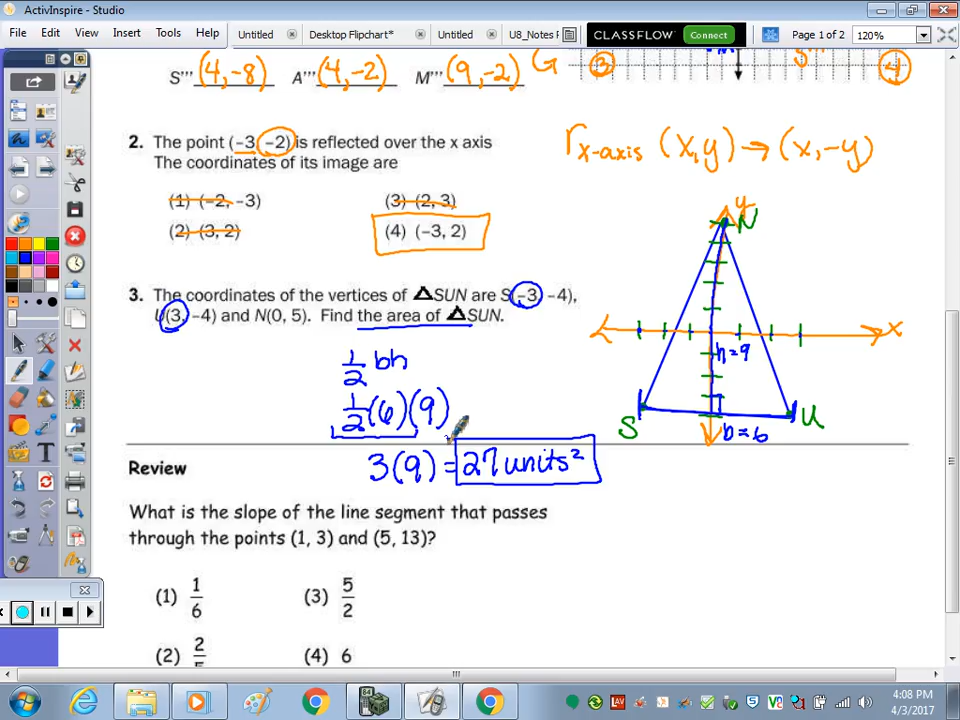 ActivInspire - Studio
File Edit View Insert Tools Help Untitled Desktop Flipchart* Untitled U8_Notes CLASSFLOW Connect Page 1 of 2 120%
S''' (4, -8) A''' (4, -2) M''' (9, -2) G 3 4
2. The point (-3, -2) is reflected over the x axis
The coordinates of its image are
r x-axis (x, y) → (x, -y)
(1) (-2, -3) (3) (2, 3)
(2) (3, 2) (4) (-3, 2)
y
N
3. The coordinates of the vertices of △SUN are S(-3, -4),
U(3, -4) and N(0, 5). Find the area of △SUN.
x
1/2 bh
h = 9
1/2 (6)(9)
S U
b = 6
3(9) = 27 units²
Review
What is the slope of the line segment that passes
through the points (1, 3) and (5, 13)?
(1) 1/6 (3) 5/2
(2) 2/5 (4) 6
4:08 PM
4/3/2017